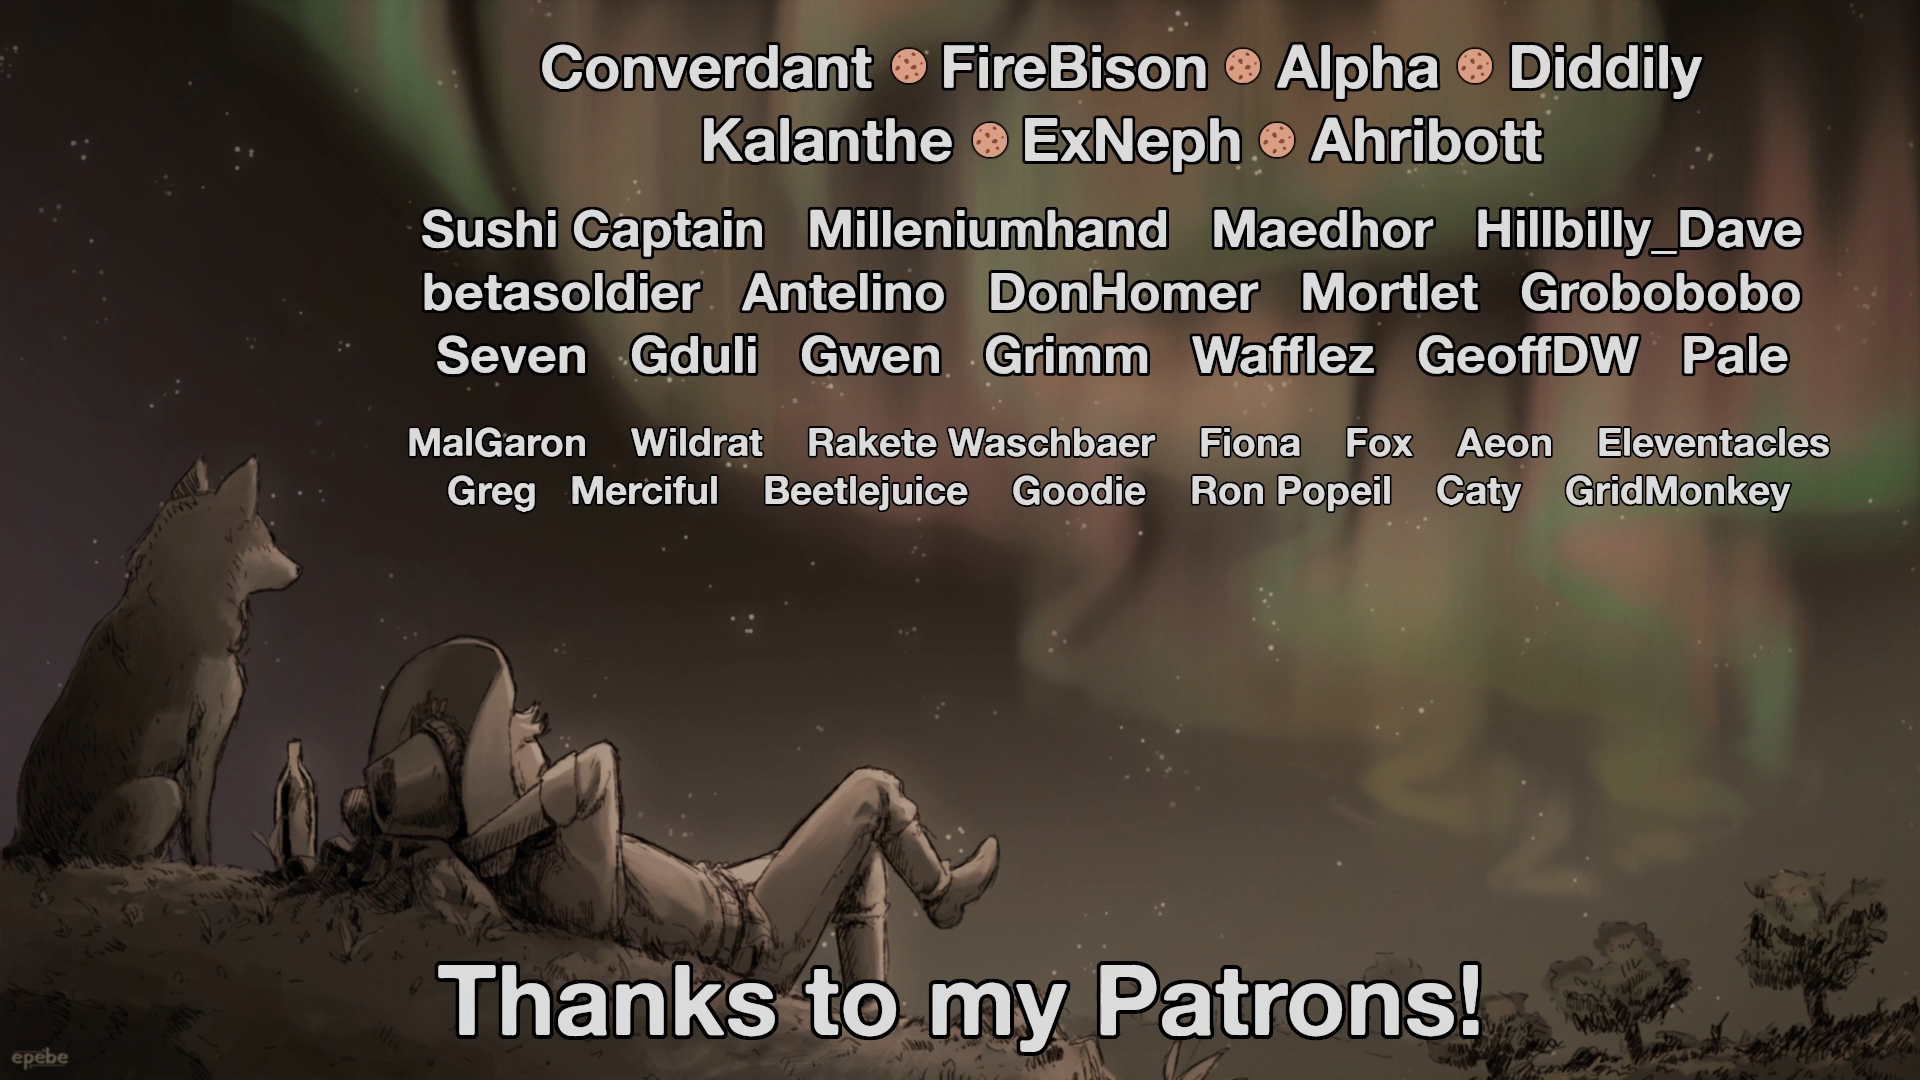 Converdant FireBison Alpha Diddily
Kalanthe ExNeph Ahribott
Sushi Captain Milleniumhand Maedhor Hillbilly_Dave
betasoldier Antelino DonHomer Mortlet Grobobobo
Seven Gduli Gwen Grimm Wafflez GeoffDW Pale
MalGaron Wildrat Rakete Waschbaer Fiona Fox Aeon Eleventacles
Greg Merciful Beetlejuice Goodie Ron Popeil Caty GridMonkey
Thanks to my Patrons!
epebe